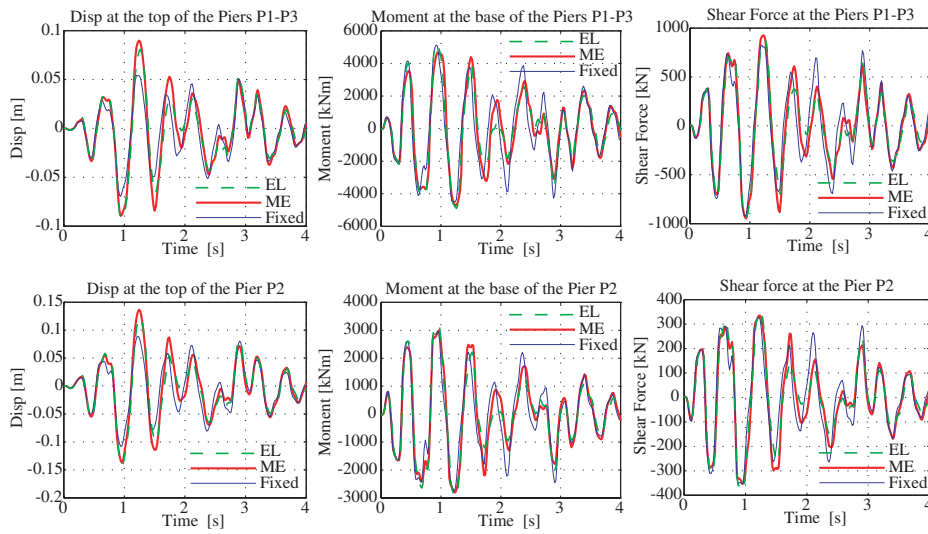 Disp at the top of the Piers P1-P3
0.1
0.05
0
-0.05
-0.1
Disp [m]
EL
ME
Fixed
0 1 2 3 4
Time [s]
Moment at the base of the Piers P1-P3
6000
4000
2000
0
-2000
-4000
6000
Moment [kNm]
EL
ME
Fixed
0 1 2 3 4
Time [s]
Shear Force at the Piers P1-P3
1000
500
0
-500
-1000
Shear Force [kN]
EL
ME
Fixed
0 1 2 3 4
Time [s]
Disp at the top of the Pier P2
0.15
0.1
0.05
0
-0.05
-0.1
-0.15
-0.2
Disp [m]
EL
ME
Fixed
0 1 2 3 4
Time [s]
Moment at the base of the Pier P2
3000
2000
1000
0
-1000
-2000
-3000
Moment [kNm]
EL
ME
Fixed
0 1 2 3 4
Time [s]
Shear force at the Pier P2
400
300
200
100
0
-100
-200
-300
-400
Shear Force [kN]
EL
ME
Fixed
0 1 2 3 4
Time [s]